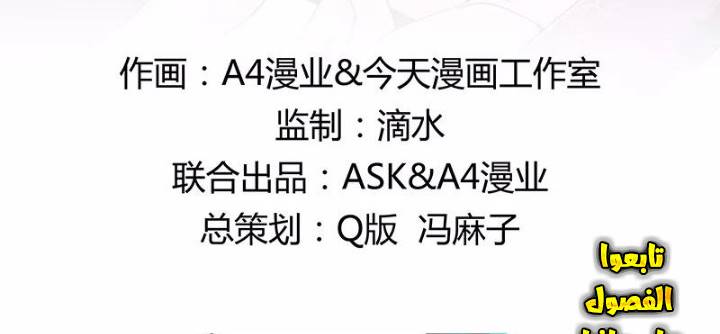 作画：A4漫业&今天漫画工作室
监制：滴水
联合出品：ASK&A4漫业
总策划：Q版 冯麻子
تابعوا
الفصول